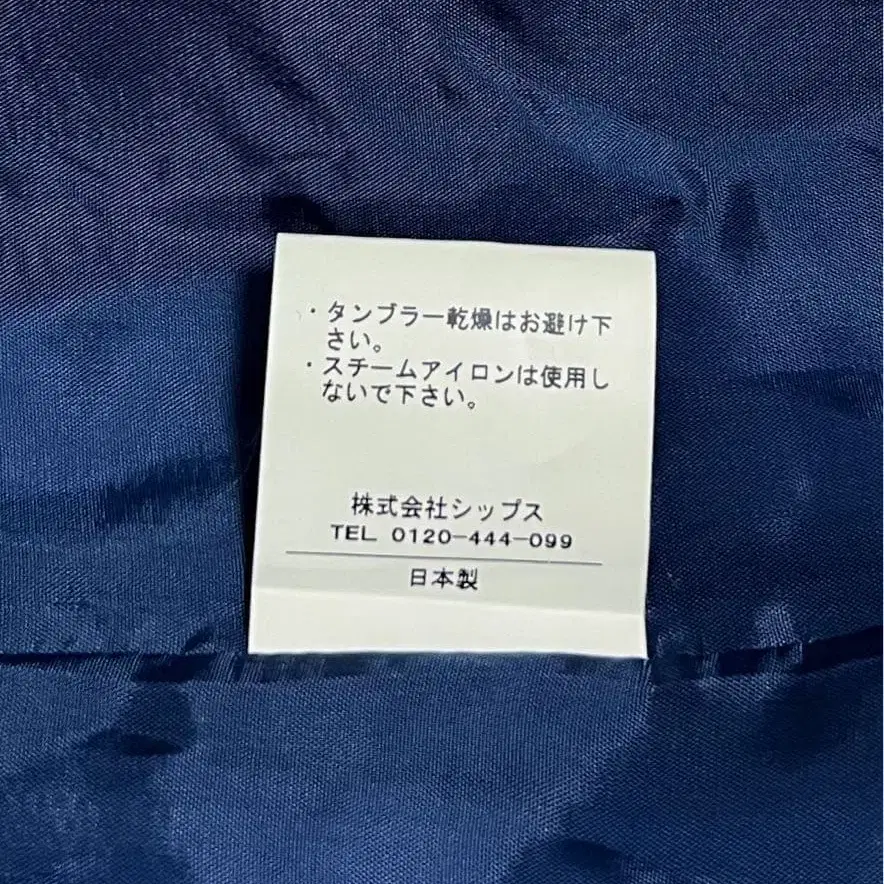 ・タンブラー乾燥はお避け下
さい。
・スチームアイロンは使用し
ないで下さい。
株式会社シップス
TEL 0120-444-099
日本製